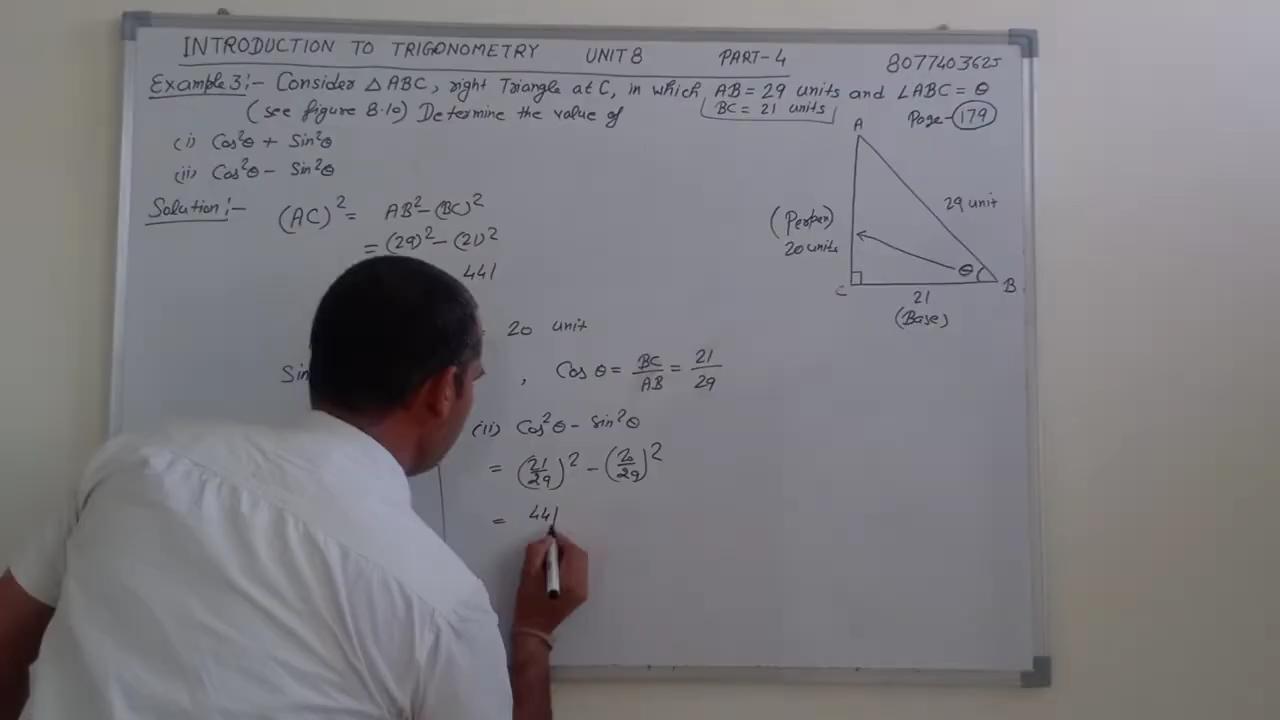 INTRODUCTION TO TRIGONOMETRY UNIT 8 PART-4 8077403625
Example 3:- Consider △ABC, right Triangle at C, in which AB = 29 units and ∠ABC = θ
BC = 21 units
(see figure 8.10) Determine the value of
Page-179
(i) Cos²θ + Sin²θ
(ii) Cos²θ - Sin²θ
Solution:-
(AC)² = AB² - (BC)²
= (29)² - (21)²
441
20 unit
Sin
, Cos θ = BC/AB = 21/29
(ii) Cos²θ - Sin²θ
= (21/29)² - (20/29)²
= 441
A
29 unit
(Perpen)
20 units
θ
C
B
21
(Base)